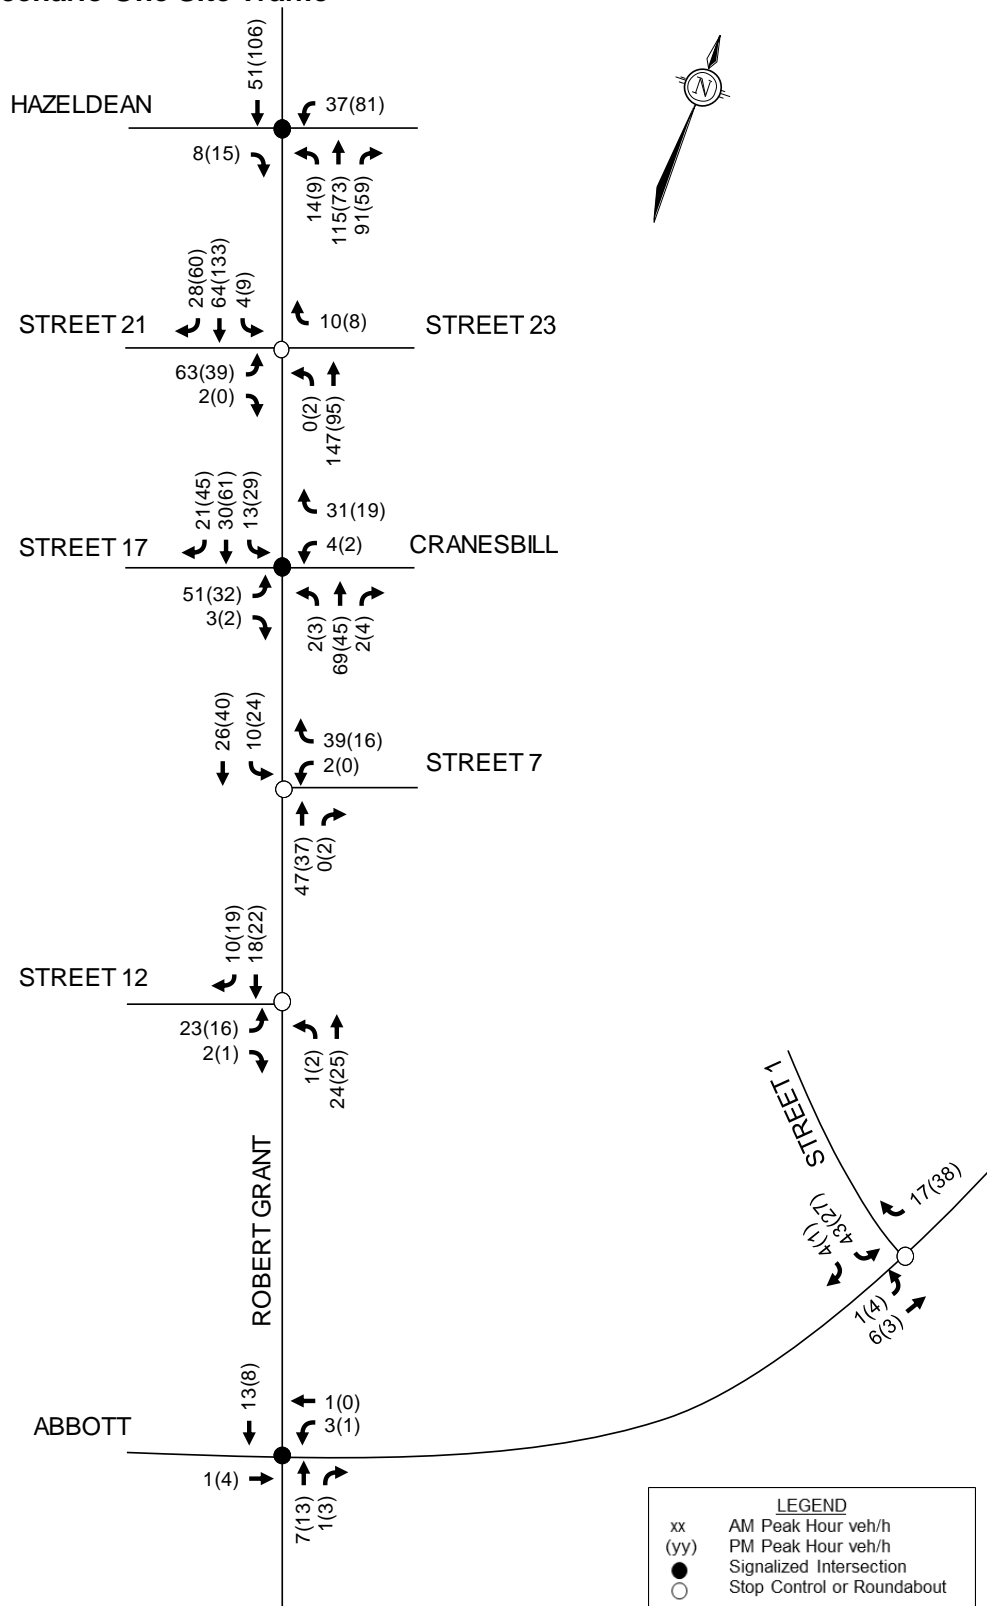 51(106)
HAZELDEAN
37(81)
8(15)
14(9)
115(73)
91(59)
N
28(60)
64(133)
4(9)
STREET 21
10(8)
STREET 23
63(39)
2(0)
0(2)
147(95)
21(45)
30(61)
13(29)
31(19)
STREET 17
4(2)
CRANESBILL
51(32)
3(2)
2(3)
69(45)
2(4)
26(40)
10(24)
39(16)
2(0)
STREET 7
47(37)
0(2)
10(19)
18(22)
STREET 12
23(16)
2(1)
1(2)
24(25)
ROBERT GRANT
STREET 1
17(38)
43(27)
4(1)
1(4)
6(3)
13(8)
1(0)
3(1)
ABBOTT
1(4)
7(13)
1(3)
LEGEND
xx AM Peak Hour veh/h
(yy) PM Peak Hour veh/h
Signalized Intersection
Stop Control or Roundabout